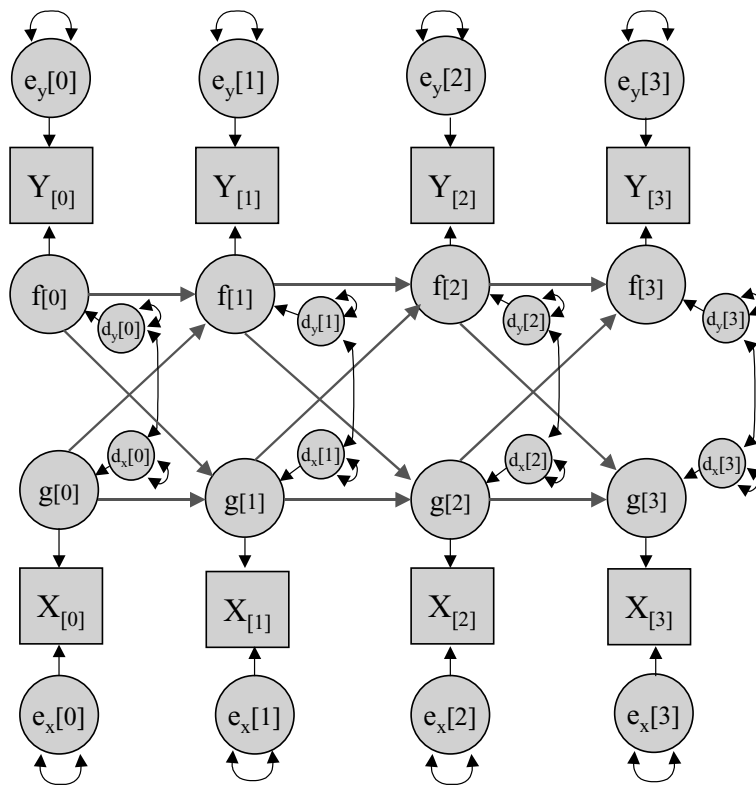 e_y[0] e_y[1] e_y[2] e_y[3]
Y_[0] Y_[1] Y_[2] Y_[3]
f[0] f[1] f[2] f[3]
d_y[0] d_y[1] d_y[2] d_y[3]
d_x[0] d_x[1] d_x[2] d_x[3]
g[0] g[1] g[2] g[3]
X_[0] X_[1] X_[2] X_[3]
e_x[0] e_x[1] e_x[2] e_x[3]